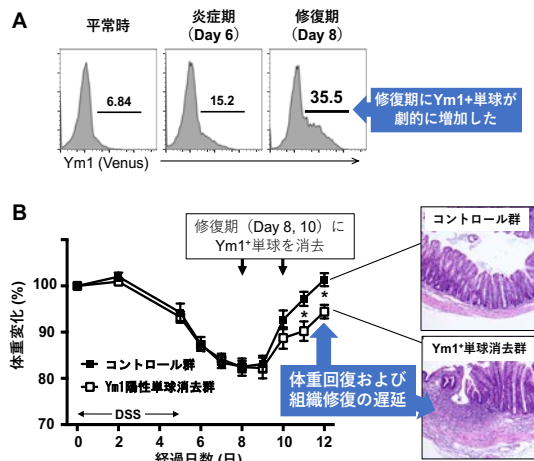 A
平常時
炎症期
(Day 6)
修復期
(Day 8)
6.84
15.2
35.5
修復期にYm1+単球が
劇的に増加した
Ym1 (Venus)
B
修復期（Day 8, 10）に
Ym1⁺単球を消去
コントロール群
体重変化 (%)
100
90
80
70
*
*
コントロール群
Ym1陽性単球消去群
DSS
体重回復および
組織修復の遅延
Ym1⁺単球消去群
0 2 4 6 8 10 12
経過日数 (日)